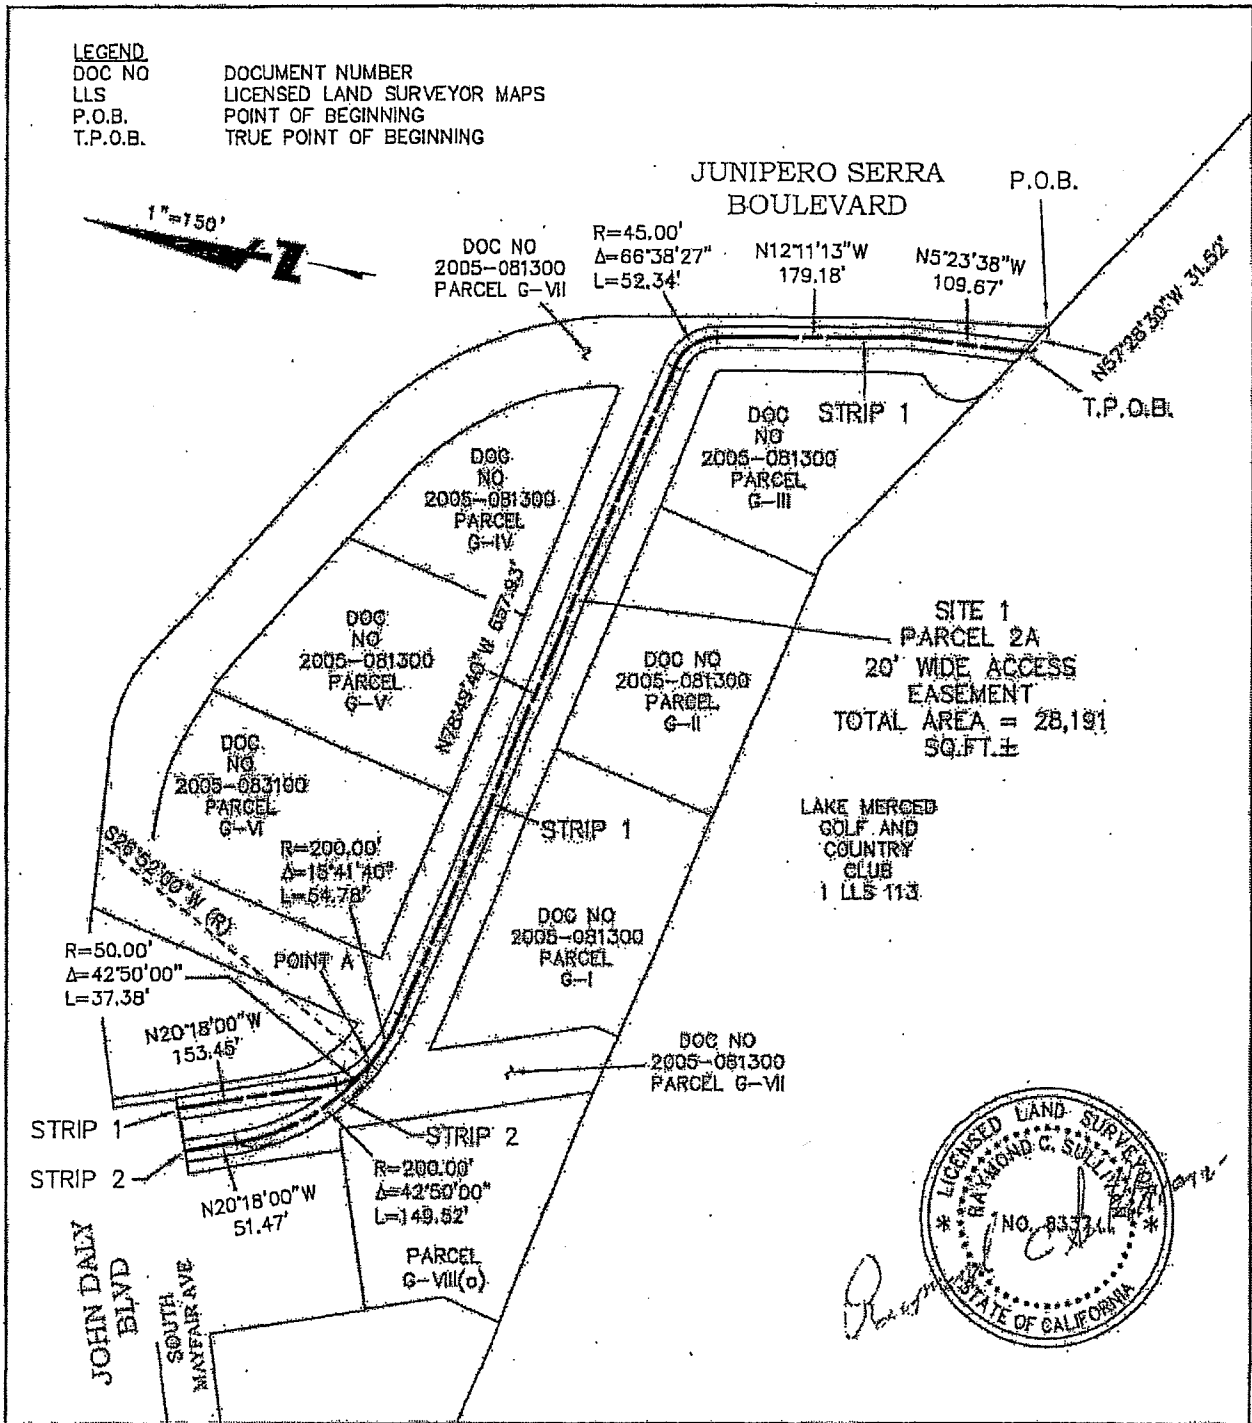 LEGEND
DOC NO DOCUMENT NUMBER
LLS LICENSED LAND SURVEYOR MAPS
P.O.B. POINT OF BEGINNING
T.P.O.B. TRUE POINT OF BEGINNING
1"=150'
JUNIPERO SERRA
BOULEVARD
P.O.B.
DOC NO
2005-081300
PARCEL G-VII
R=45.00'
Δ=66°38'27"
L=52.34'
N12°11'13"W
179.18'
N5°23'38"W
109.67'
N57°28'30"W 31.52'
T.P.O.B.
STRIP 1
DOC
NO
2005-081300
PARCEL
G-III
DOC
NO
2005-081300
PARCEL
G-IV
DOC
NO
2005-081300
PARCEL
G-V
N78°49'40"W 657.93'
DOC NO
2005-081300
PARCEL
G-II
SITE 1
PARCEL 2A
20' WIDE ACCESS
EASEMENT
TOTAL AREA = 28,191
SQ.FT.±
DOC
NO
2005-083100
PARCEL
G-VI
STRIP 1
LAKE MERCED
GOLF AND
COUNTRY
CLUB
1 LLS 113
S26°52'00"W (R)
R=200.00'
Δ=15°41'40"
L=54.78'
DOC NO
2005-081300
PARCEL
G-I
R=50.00'
Δ=42°50'00"
L=37.38'
POINT A
N20°18'00"W
153.45'
DOC NO
2005-081300
PARCEL G-VII
STRIP 1
STRIP 2
STRIP 2
N20°18'00"W
51.47'
R=200.00'
Δ=42°50'00"
L=149.52'
PARCEL
G-VIII(a)
JOHN DALY
BLVD
SOUTH
MAYFAIR AVE
LICENSED LAND SURVEYOR
RAYMOND C. SULLIVAN
NO.
STATE OF CALIFORNIA